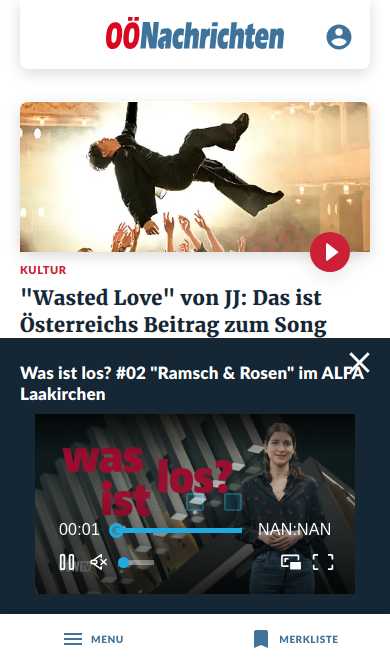 OÖNachrichten
KULTUR
"Wasted Love" von JJ: Das ist
Österreichs Beitrag zum Song
Was ist los? #02 "Ramsch & Rosen" im ALFA
Laakirchen
was
ist los?
00:01
NAN:NAN
MENU
MERKLISTE